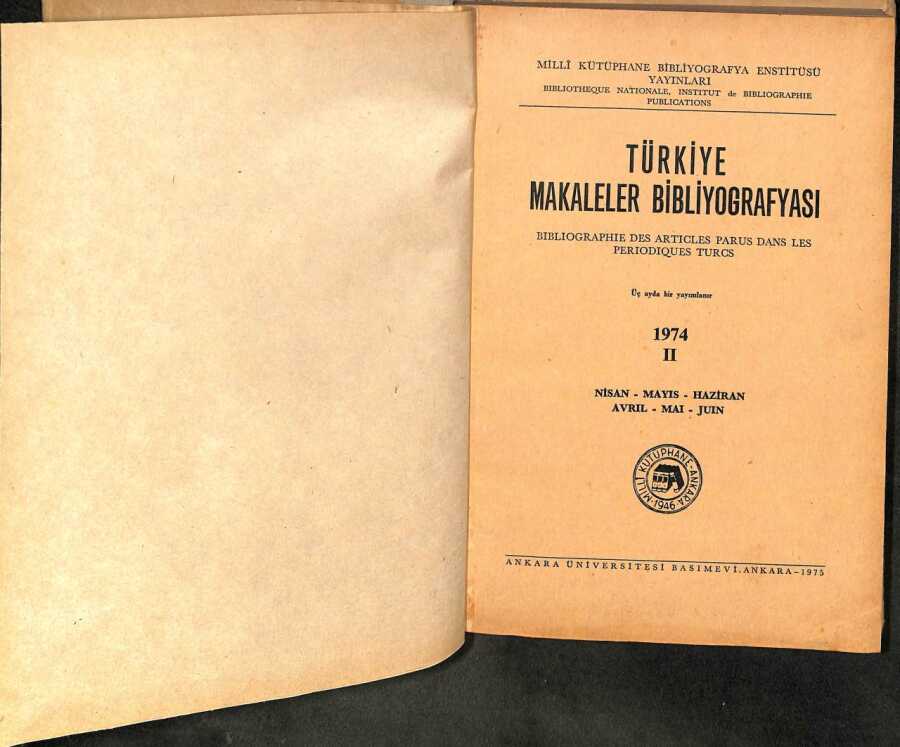 MİLLÎ KÜTÜPHANE BİBLİYOGRAFYA ENSTİTÜSÜ
YAYINLARI
BIBLIOTHEQUE NATIONALE, INSTITUT de BIBLIOGRAPHIE
PUBLICATIONS
TÜRKİYE
MAKALELER BİBLİYOGRAFYASI
BIBLIOGRAPHIE DES ARTICLES PARUS DANS LES
PERIODIQUES TURCS
Üç ayda bir yayımlanır
1974
II
NİSAN - MAYIS - HAZİRAN
AVRIL - MAI - JUIN
MİLLÎ KÜTÜPHANE-ANKARA
1946
ANKARA ÜNİVERSİTESİ BASIMEVİ. ANKARA-1975